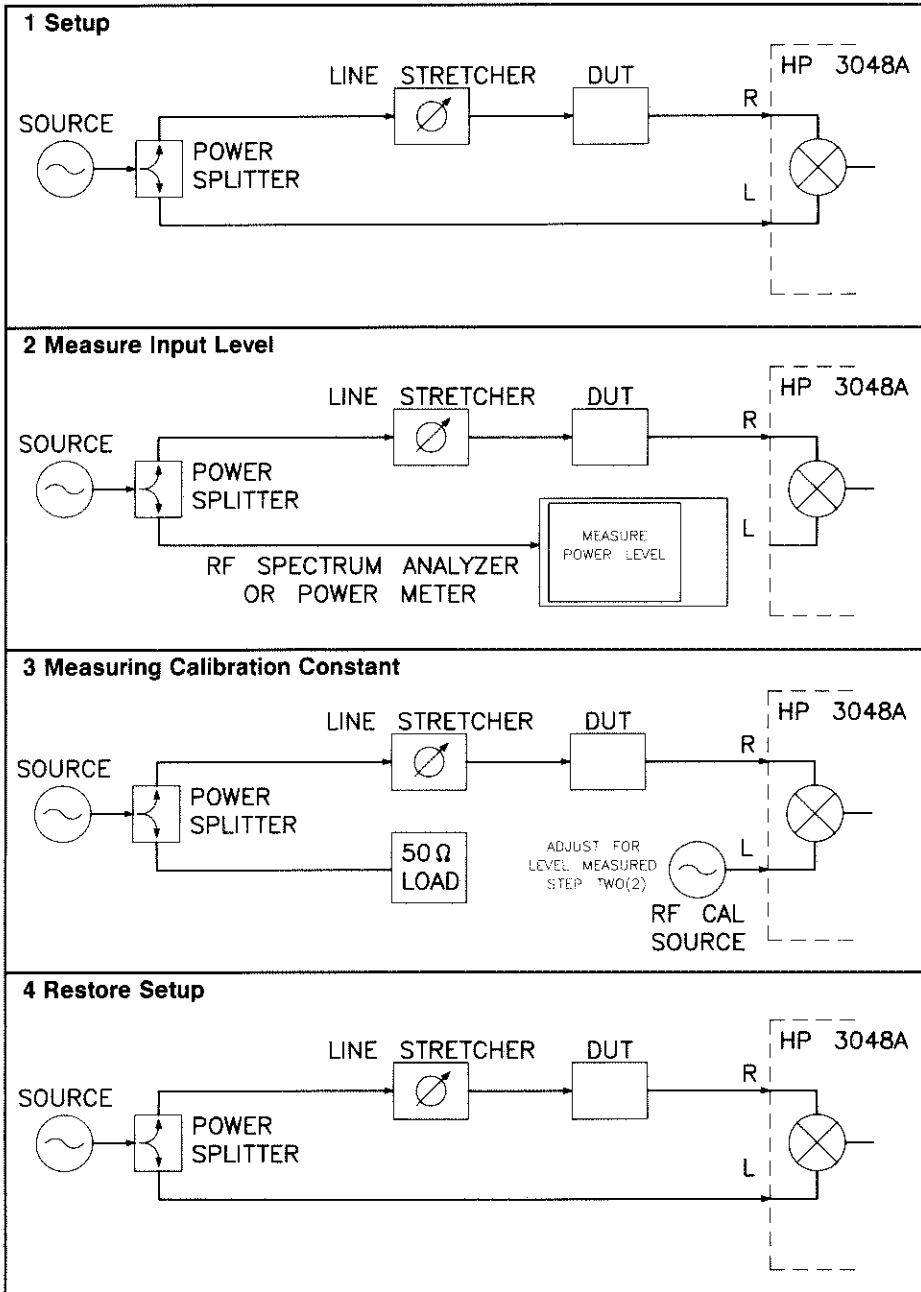 1 Setup
HP 3048A
LINE STRETCHER
DUT
R
SOURCE
POWER
SPLITTER
L
2 Measure Input Level
HP 3048A
LINE STRETCHER
DUT
R
SOURCE
POWER
SPLITTER
MEASURE
POWER LEVEL
L
RF SPECTRUM ANALYZER
OR POWER METER
3 Measuring Calibration Constant
HP 3048A
LINE STRETCHER
DUT
R
SOURCE
POWER
SPLITTER
50Ω
LOAD
ADJUST FOR
LEVEL MEASURED
STEP TWO(2)
L
RF CAL
SOURCE
4 Restore Setup
HP 3048A
LINE STRETCHER
DUT
R
SOURCE
POWER
SPLITTER
L